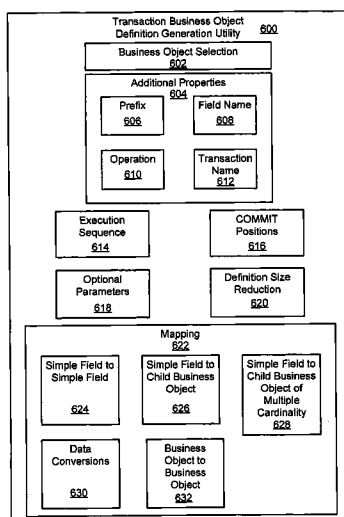 Transaction Business Object
Definition Generation Utility 600
Business Object Selection
602
Additional Properties
604
Prefix
606
Field Name
608
Operation
610
Transaction
Name
612
Execution
Sequence
614
COMMIT
Positions
616
Optional
Parameters
618
Definition Size
Reduction
620
Mapping
622
Simple Field to
Simple Field
624
Simple Field to
Child Business
Object
626
Simple Field to
Child Business
Object of
Multiple
Cardinality
628
Data
Conversions
630
Business
Object to
Business
Object
632